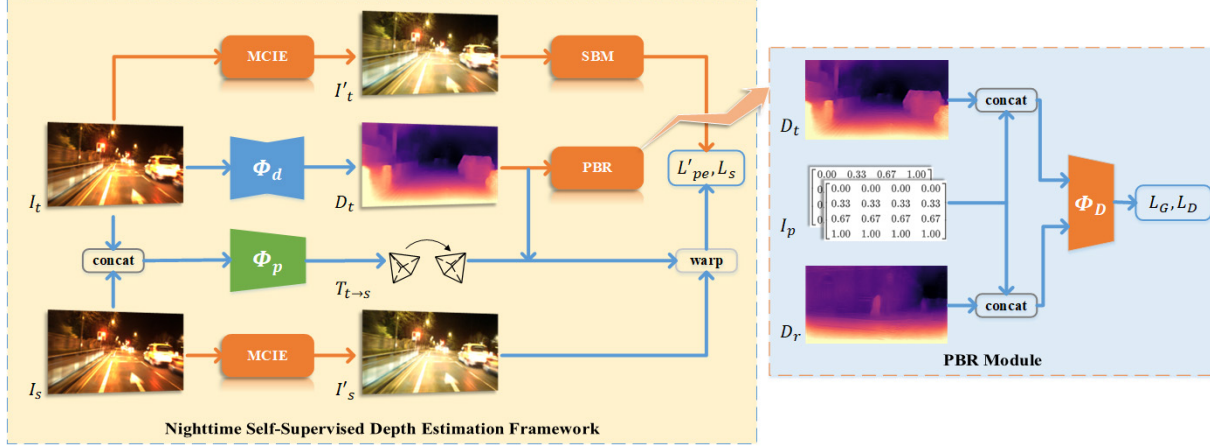 MCIE
I'_t
SBM
I_t
Φ_d
D_t
PBR
L'_pe, L_s
concat
Φ_p
T_t→s
warp
I_s
MCIE
I'_s
Nighttime Self-Supervised Depth Estimation Framework
D_t
concat
0.00 0.33 0.67 1.00
0.00 0.00 0.00 0.00
0.33 0.33 0.33 0.33
0.67 0.67 0.67 0.67
1.00 1.00 1.00 1.00
I_p
Φ_D
L_G, L_D
D_r
concat
PBR Module